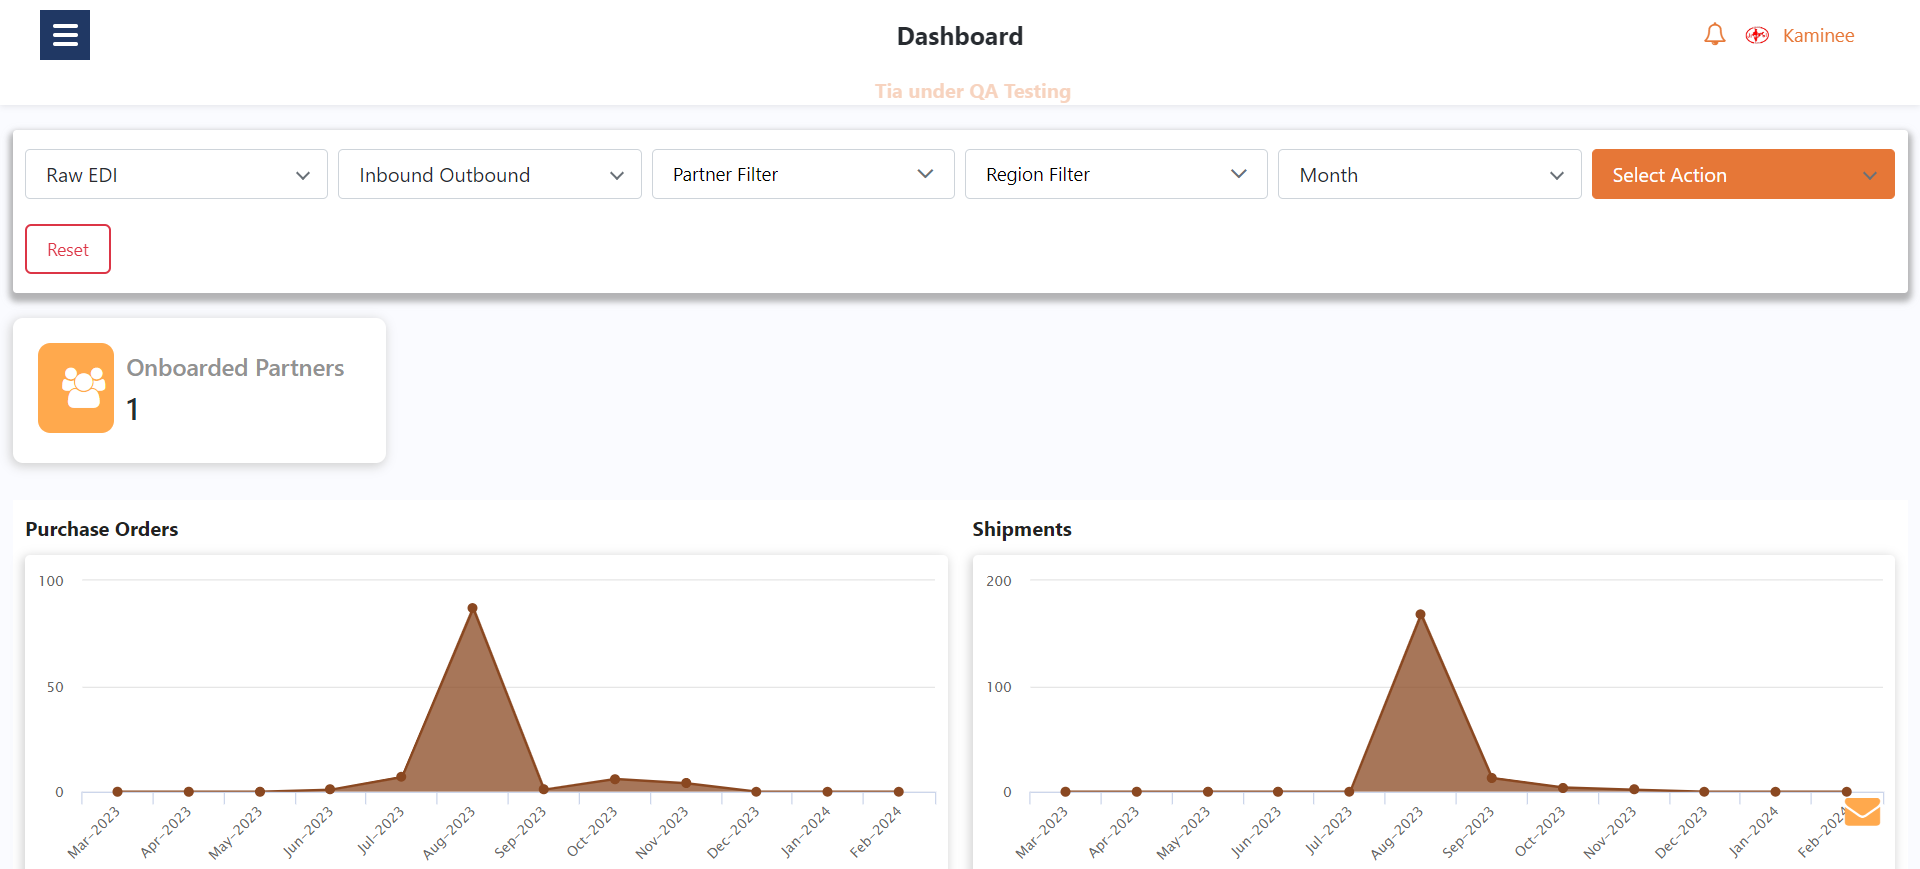 Dashboard
Kaminee
Tia under QA Testing
Raw EDI
Inbound Outbound
Partner Filter
Region Filter
Month
Select Action
Reset
Onboarded Partners
1
Purchase Orders
100
50
0
Mar-2023
Apr-2023
May-2023
Jun-2023
Jul-2023
Aug-2023
Sep-2023
Oct-2023
Nov-2023
Dec-2023
Jan-2024
Feb-2024
Shipments
200
100
0
Mar-2023
Apr-2023
May-2023
Jun-2023
Jul-2023
Aug-2023
Sep-2023
Oct-2023
Nov-2023
Dec-2023
Jan-2024
Feb-2024